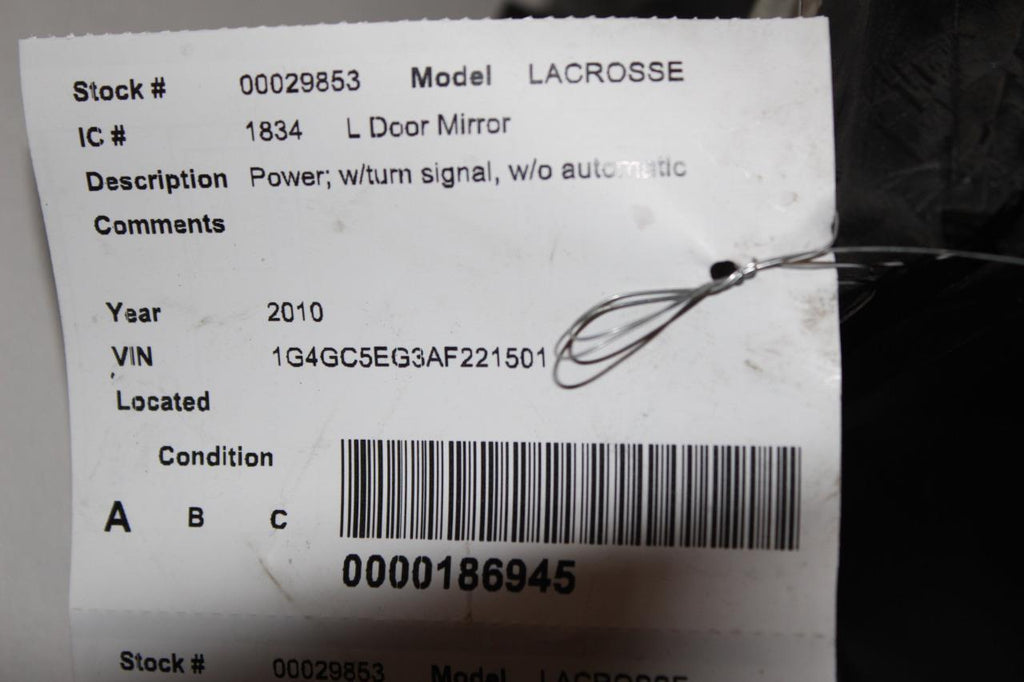 Stock # 00029853 Model LACROSSE
IC # 1834 L Door Mirror
Description Power; w/turn signal, w/o automatic
Comments
Year 2010
VIN 1G4GC5EG3AF221501
Located
Condition
A B C
0000186945
Stock # 00029853 Model LACROSSE